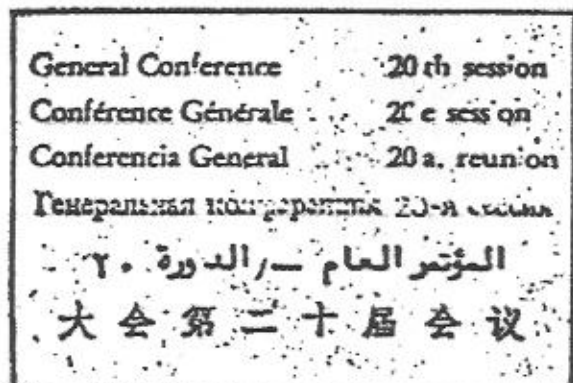 General Conference 20 th session
Conférence Générale 20 e session
Conferencia General 20 a. reunion
Генеральная конференция 20-я сессия
المؤتمر العام ــ / الدورة ٢٠
大会第二十届会议